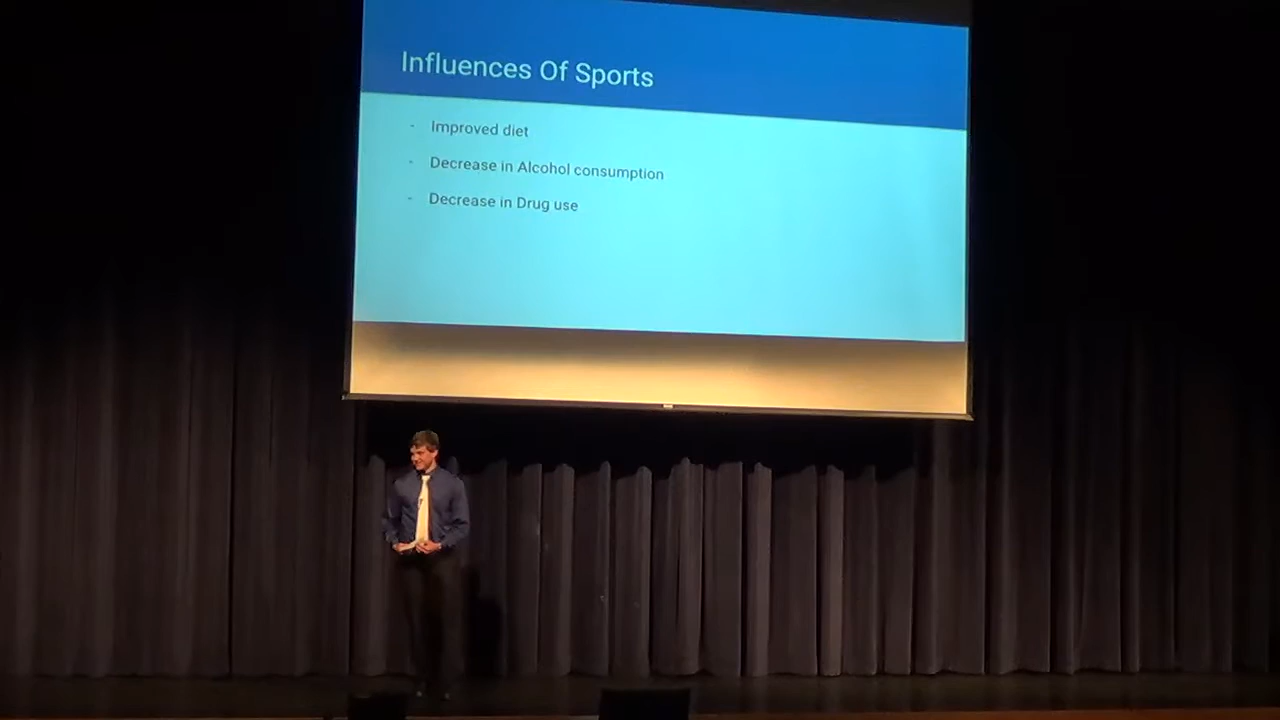 Influences Of Sports
- Improved diet
- Decrease in Alcohol consumption
- Decrease in Drug use